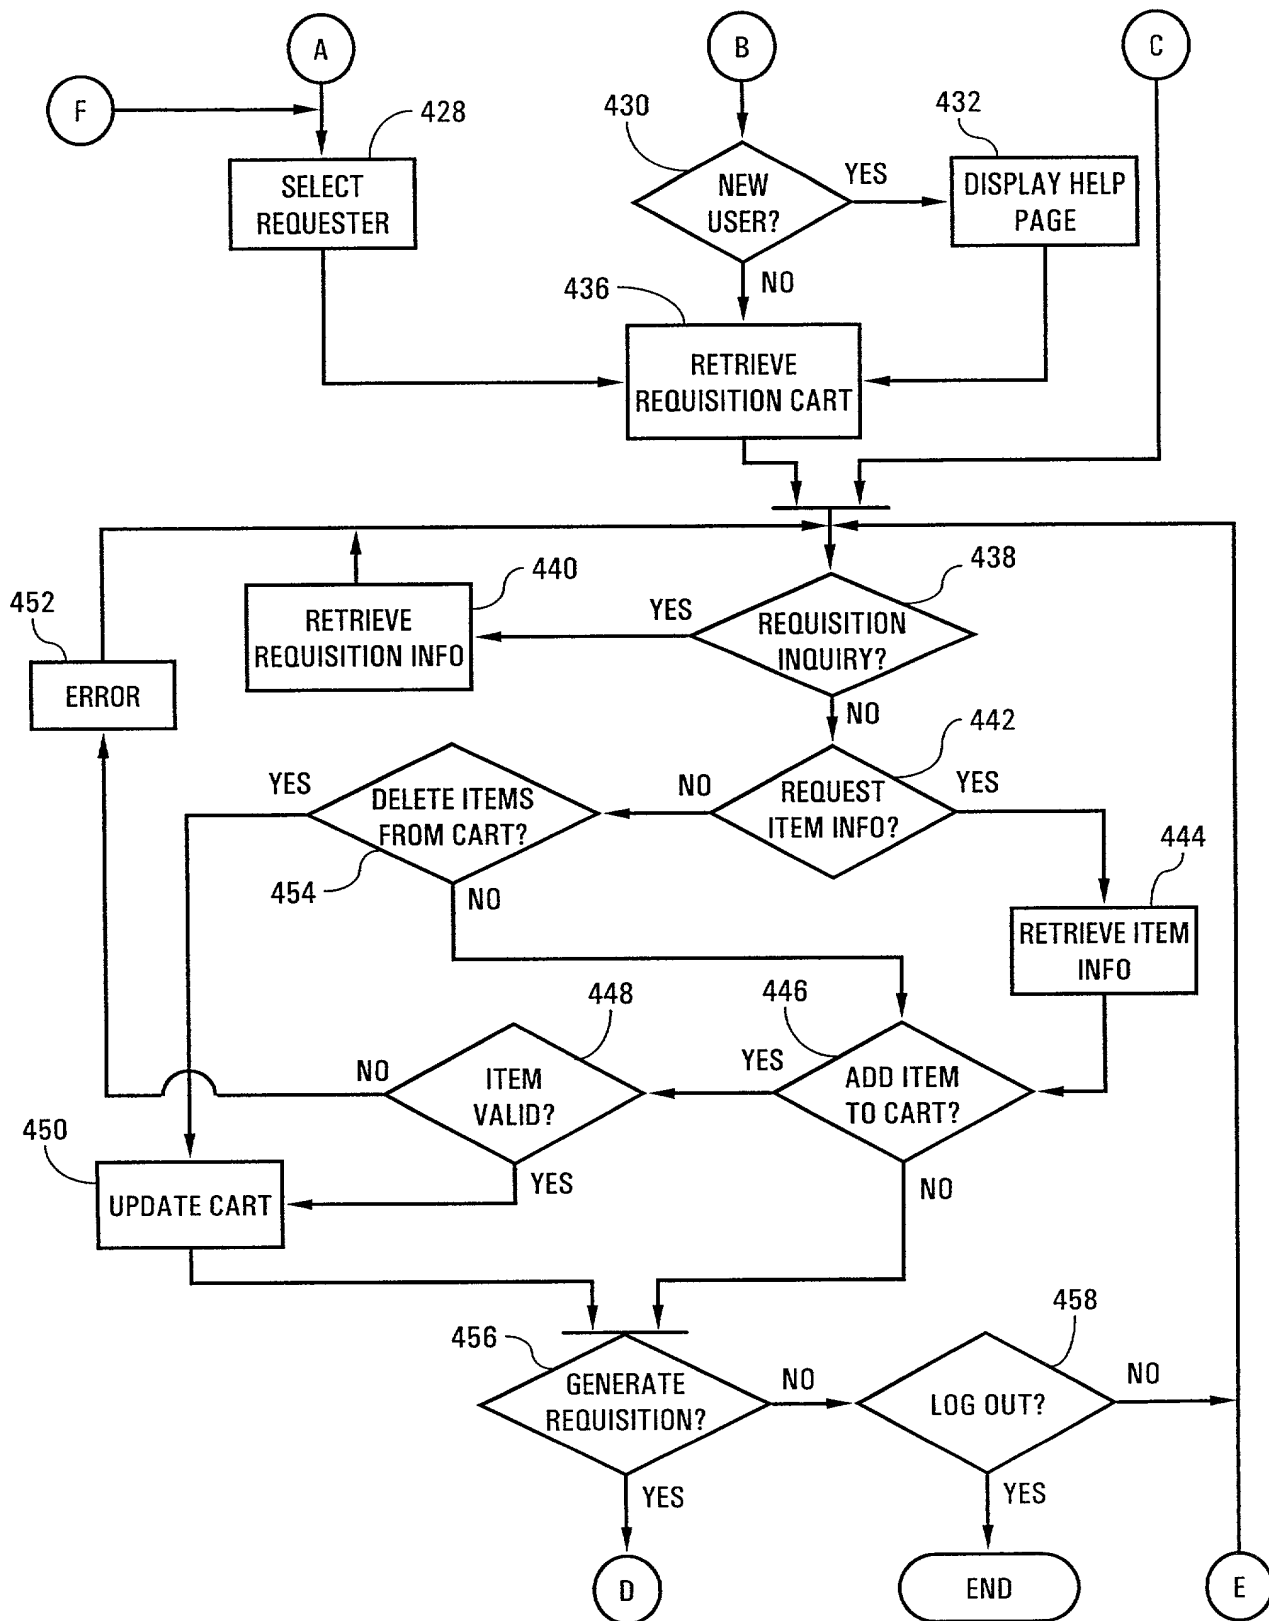 A
B
C
F
428
430
432
SELECT
REQUESTER
NEW
USER?
YES
DISPLAY HELP
PAGE
NO
436
RETRIEVE
REQUISITION CART
438
440
452
RETRIEVE
REQUISITION INFO
YES
REQUISITION
INQUIRY?
ERROR
NO
442
YES
DELETE ITEMS
FROM CART?
NO
REQUEST
ITEM INFO?
YES
454
NO
444
RETRIEVE ITEM
INFO
448
446
NO
ITEM
VALID?
YES
ADD ITEM
TO CART?
450
YES
NO
UPDATE CART
456
458
GENERATE
REQUISITION?
NO
LOG OUT?
NO
YES
YES
D
END
E